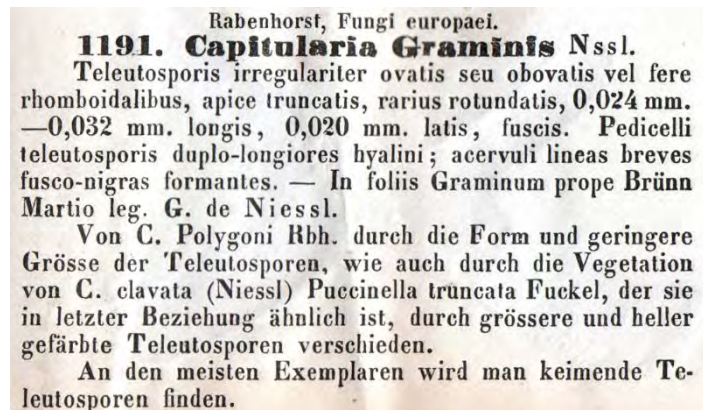 Rabenhorst, Fungi europaei.
1191. Capitularia Graminis Nssl.
Teleutosporis irregulariter ovatis seu obovatis vel fere
rhomboidalibus, apice truncatis, rarius rotundatis, 0,024 mm.
—0,032 mm. longis, 0,020 mm. latis, fuscis. Pedicelli
teleutosporis duplo-longiores hyalini; acervuli lineas breves
fusco-nigras formantes. — In foliis Graminum prope Brünn
Martio leg. G. de Niessl.
Von C. Polygoni Rbh. durch die Form und geringere
Grösse der Teleutosporen, wie auch durch die Vegetation
von C. clavata (Niessl) Puccinella truncata Fuckel, der sie
in letzter Beziehung ähnlich ist, durch grössere und heller
gefärbte Teleutosporen verschieden.
An den meisten Exemplaren wird man keimende Te-
leutosporen finden.